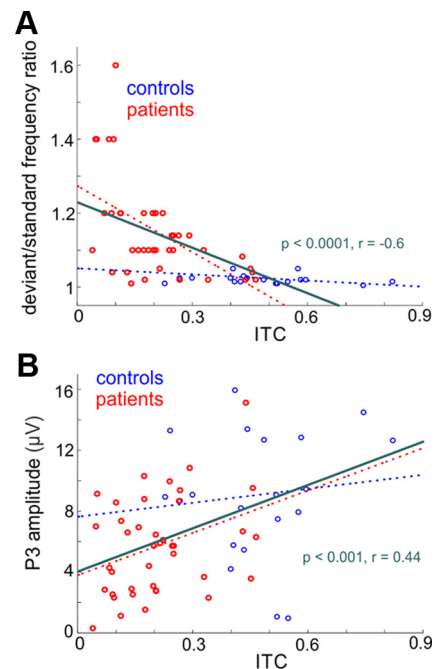 A
deviant/standard frequency ratio
1.6
1.4
1.2
1
controls
patients
p < 0.0001, r = -0.6
0
0.3
0.6
0.9
ITC
B
P3 amplitude (µV)
16
12
8
4
0
controls
patients
p < 0.001, r = 0.44
0
0.3
0.6
0.9
ITC